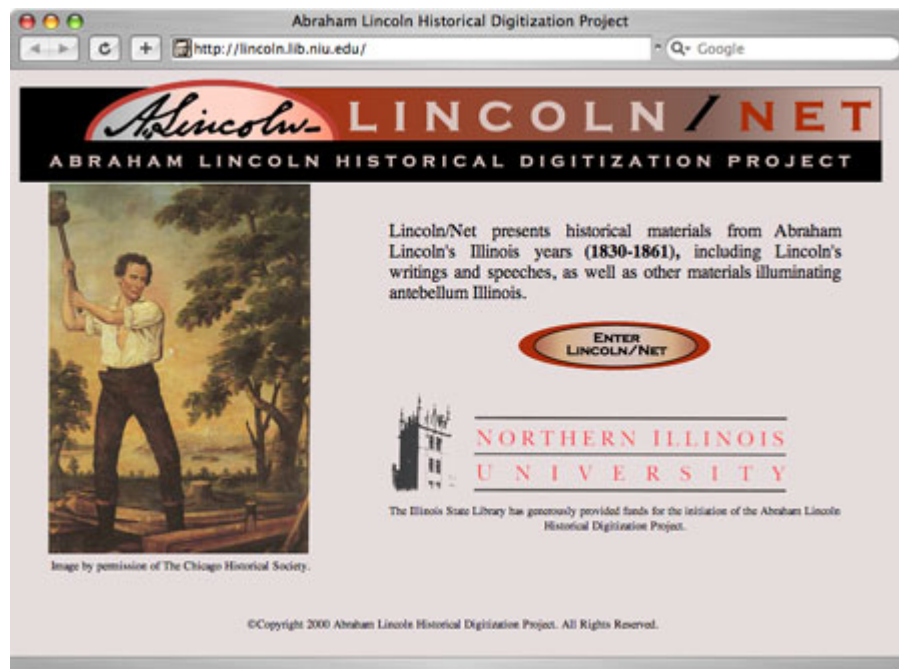 Abraham Lincoln Historical Digitization Project
http://lincoln.lib.niu.edu/
Google
A. Lincoln
LINCOLN/NET
ABRAHAM LINCOLN HISTORICAL DIGITIZATION PROJECT
Lincoln/Net presents historical materials from Abraham
Lincoln's Illinois years (1830-1861), including Lincoln's
writings and speeches, as well as other materials illuminating
antebellum Illinois.
ENTER
LINCOLN/NET
NORTHERN ILLINOIS
UNIVERSITY
The Illinois State Library has generously provided funds for the initiation of the Abraham Lincoln
Historical Digitization Project.
Image by permission of The Chicago Historical Society.
©Copyright 2000 Abraham Lincoln Historical Digitization Project. All Rights Reserved.